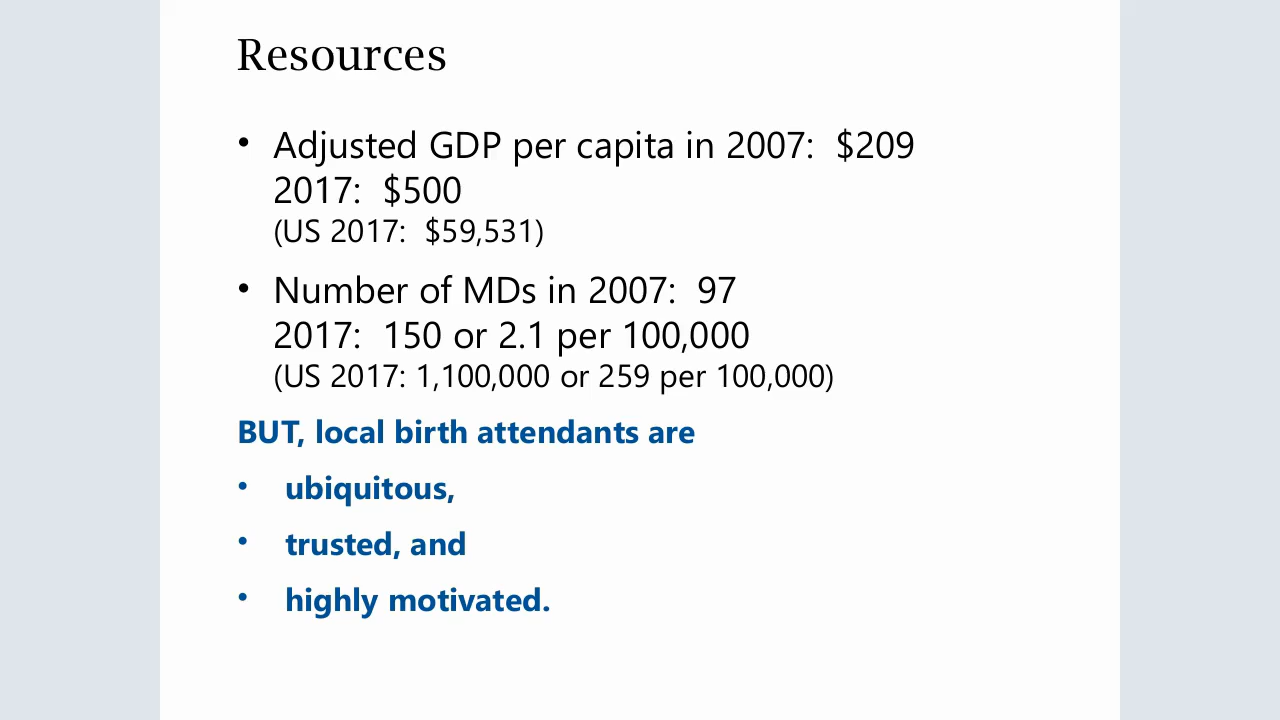 Resources
• Adjusted GDP per capita in 2007: $209
2017: $500
(US 2017: $59,531)
• Number of MDs in 2007: 97
2017: 150 or 2.1 per 100,000
(US 2017: 1,100,000 or 259 per 100,000)
BUT, local birth attendants are
• ubiquitous,
• trusted, and
• highly motivated.